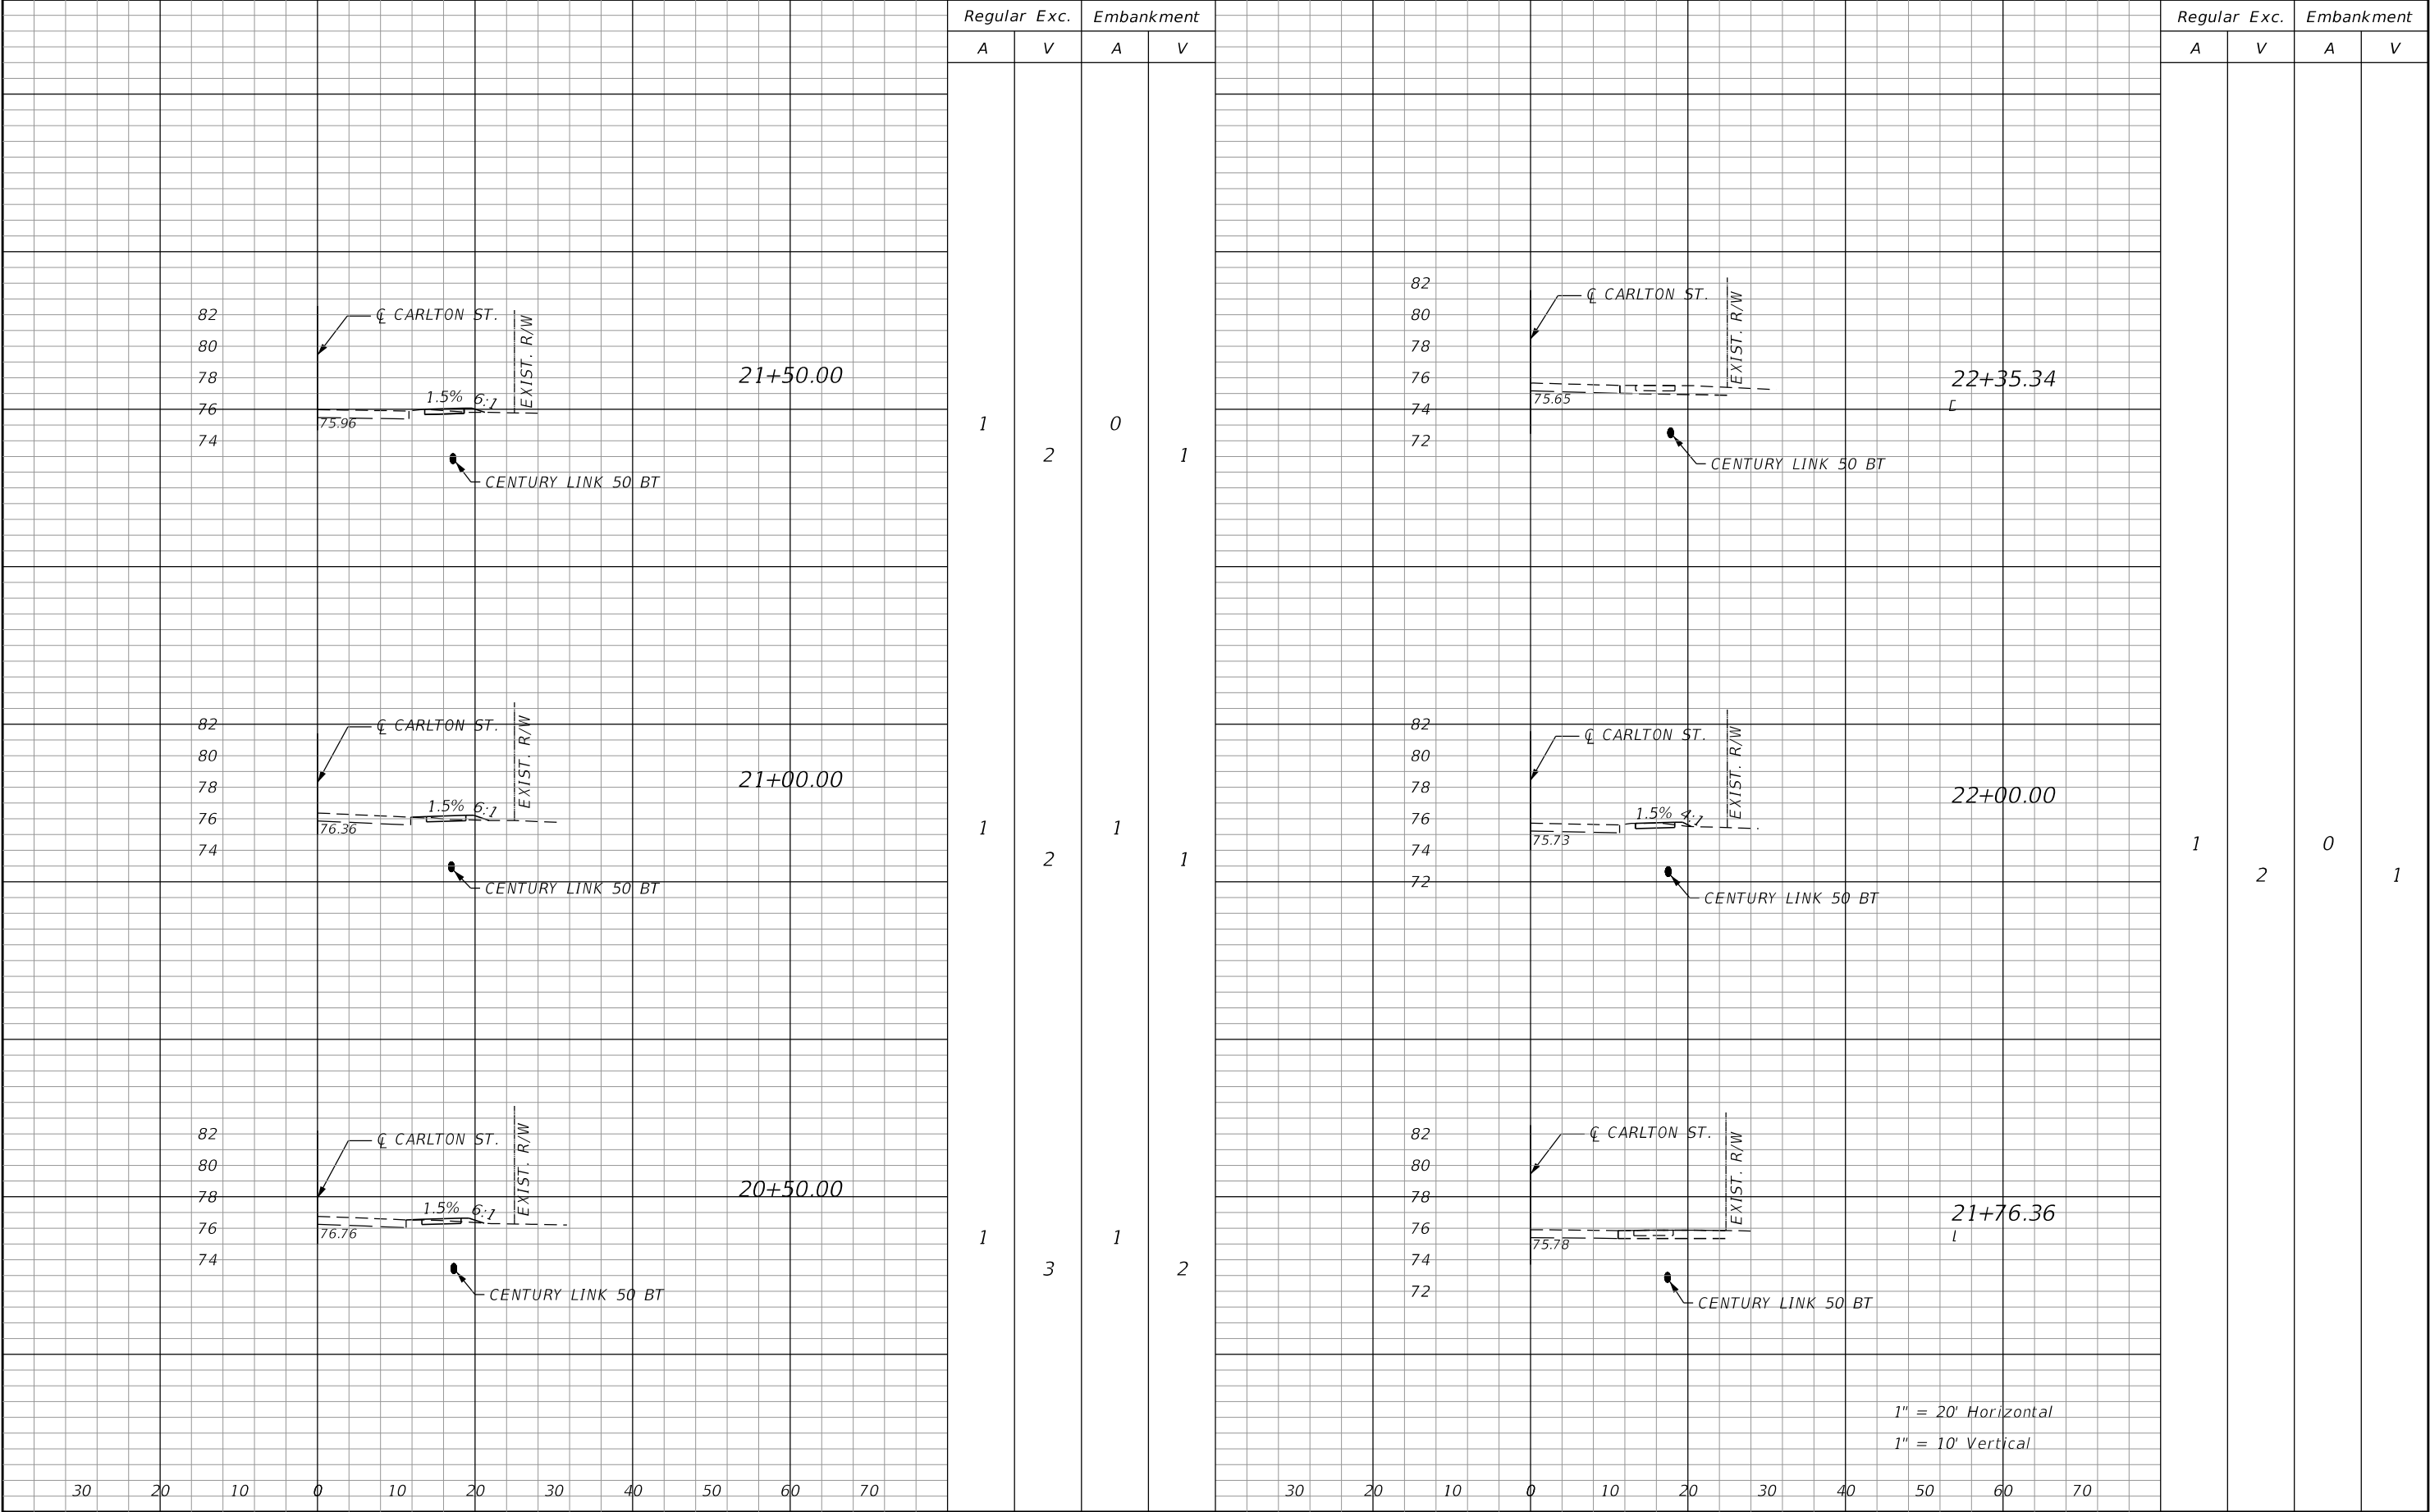 Regular Exc. Embankment
A V A V
82
80
78
76
74
℄ CARLTON ST.
EXIST. R/W
1.5% 6:1
75.96
CENTURY LINK 50 BT
21+50.00
1 0
2 1
82
80
78
76
74
℄ CARLTON ST.
EXIST. R/W
1.5% 6:1
76.36
CENTURY LINK 50 BT
21+00.00
1 1
2 1
82
80
78
76
74
℄ CARLTON ST.
EXIST. R/W
1.5% 6:1
76.76
CENTURY LINK 50 BT
20+50.00
1 1
3 2
30 20 10 0 10 20 30 40 50 60 70
Regular Exc. Embankment
A V A V
82
80
78
76
74
72
℄ CARLTON ST.
EXIST. R/W
75.65
CENTURY LINK 50 BT
22+35.34
82
80
78
76
74
72
℄ CARLTON ST.
EXIST. R/W
1.5% 4:1
75.73
CENTURY LINK 50 BT
22+00.00
1 0
2 1
82
80
78
76
74
72
℄ CARLTON ST.
EXIST. R/W
75.78
CENTURY LINK 50 BT
21+76.36
1" = 20' Horizontal
1" = 10' Vertical
30 20 10 0 10 20 30 40 50 60 70